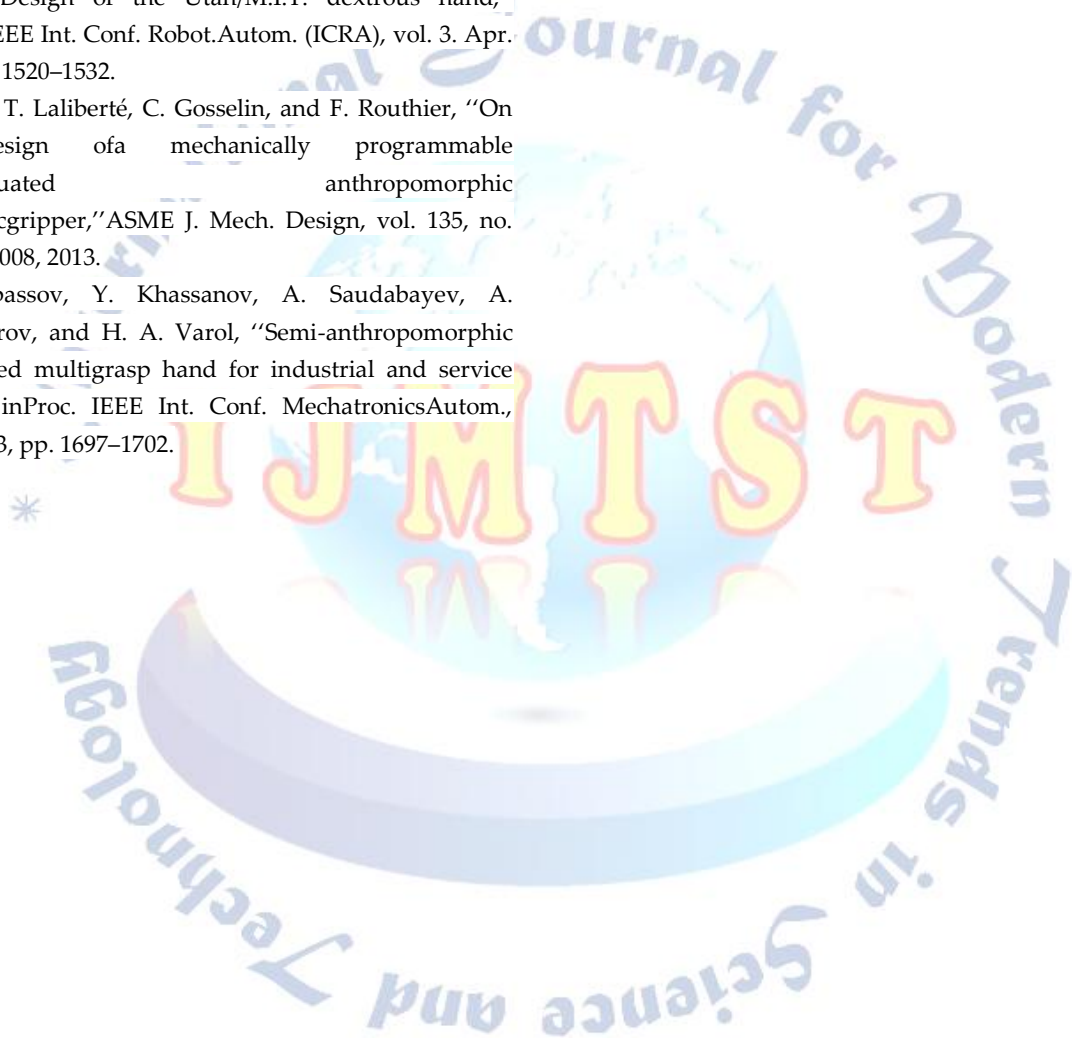 Design of the Utah/M.I.T. dextrous hand,''
EEE Int. Conf. Robot.Autom. (ICRA), vol. 3. Apr.
1520–1532.
T. Laliberté, C. Gosselin, and F. Routhier, ‘‘On
esign ofa mechanically programmable
uated anthropomorphic
cgripper,’’ASME J. Mech. Design, vol. 135, no.
008, 2013.
bassov, Y. Khassanov, A. Saudabayev, A.
rov, and H. A. Varol, ‘‘Semi-anthropomorphic
ed multigrasp hand for industrial and service
inProc. IEEE Int. Conf. MechatronicsAutom.,
3, pp. 1697–1702.
nal Journal for Modern Trends in Science and Technology
IJMTST